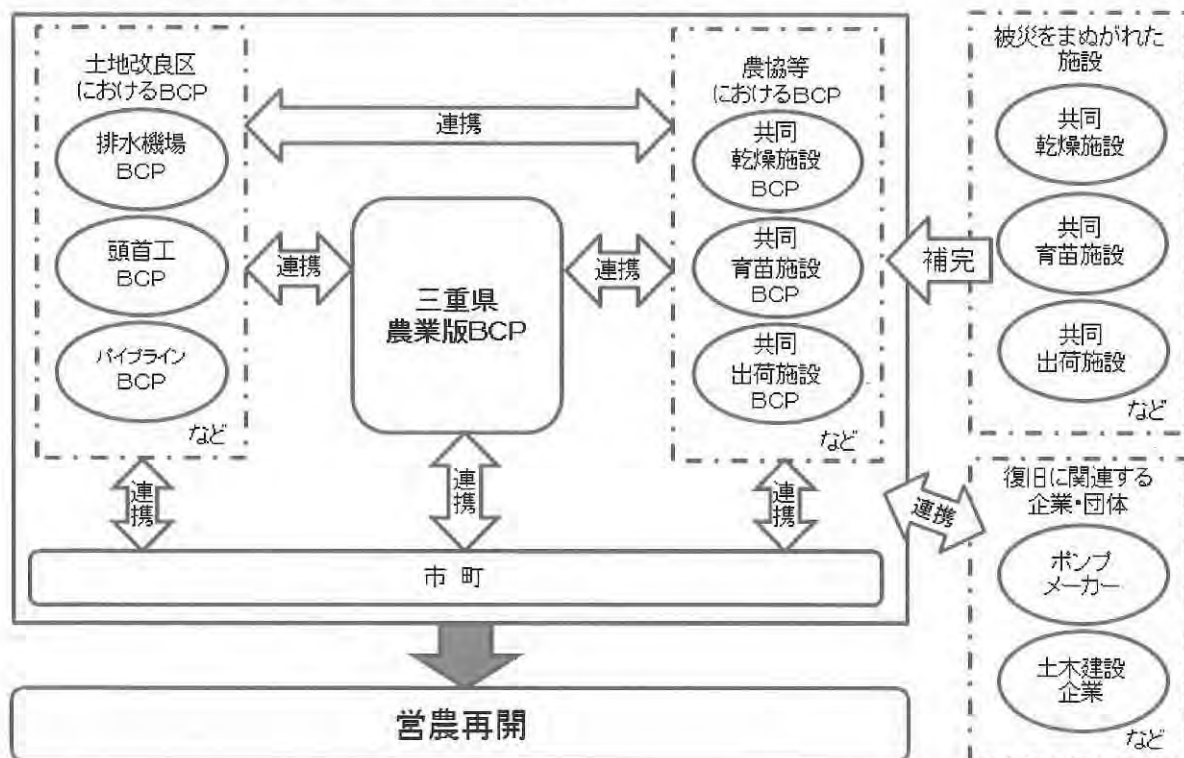 土地改良区
におけるBCP
排水機場
BCP
頭首工
BCP
パイプライン
BCP
など
連携
連携
三重県
農業版BCP
連携
農協等
におけるBCP
共同
乾燥施設
BCP
共同
育苗施設
BCP
共同
出荷施設
BCP
など
補完
被災をまぬがれた
施設
共同
乾燥施設
共同
育苗施設
共同
出荷施設
など
連携
連携
連携
市町
連携
復旧に関連する
企業・団体
ポンプ
メーカー
土木建設
企業
など
営農再開